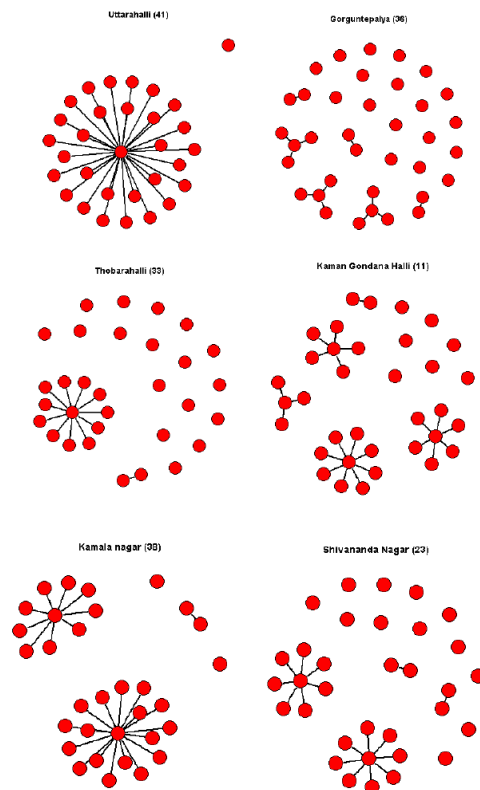 Uttarahalli (41)
Gorguntepalya (36)
Thobarahalli (33)
Kaman Gondana Halli (11)
Kamala nagar (38)
Shivananda Nagar (23)